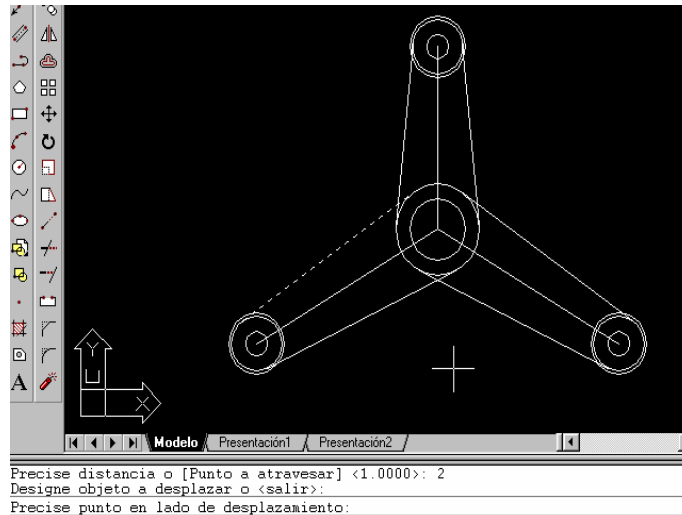 A
Y
U
X
Modelo Presentación1 Presentación2
Precise distancia o [Punto a atravesar] <1.0000>: 2
Designe objeto a desplazar o <salir>:
Precise punto en lado de desplazamiento: